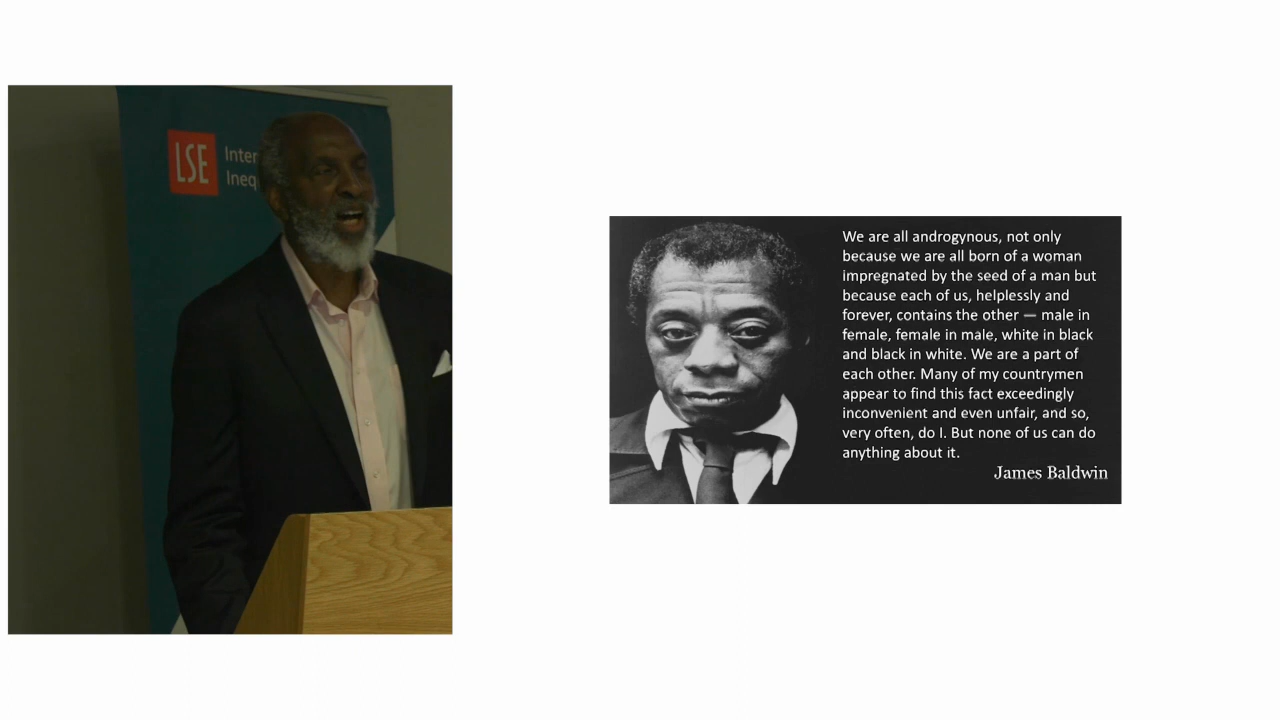 LSE
Inter
Ineq
We are all androgynous, not only
because we are all born of a woman
impregnated by the seed of a man but
because each of us, helplessly and
forever, contains the other — male in
female, female in male, white in black
and black in white. We are a part of
each other. Many of my countrymen
appear to find this fact exceedingly
inconvenient and even unfair, and so,
very often, do I. But none of us can do
anything about it.
James Baldwin